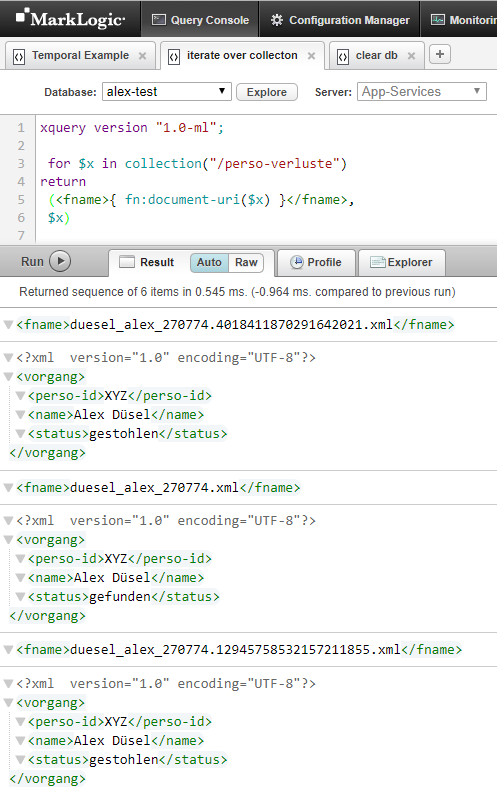 MarkLogic Query Console Configuration Manager Monitorin
Temporal Example × iterate over collecton × clear db × +
Database: alex-test Explore Server: App-Services
1 xquery version "1.0-ml";
2
3 for $x in collection("/perso-verluste")
4 return
5 (<fname>{ fn:document-uri($x) }</fname>,
6 $x)
7
Run Result Auto Raw Profile Explorer
Returned sequence of 6 items in 0.545 ms. (-0.964 ms. compared to previous run)
<fname>duesel_alex_270774.4018411870291642021.xml</fname>
<?xml version="1.0" encoding="UTF-8"?>
<vorgang>
<perso-id>XYZ</perso-id>
<name>Alex Düsel</name>
<status>gestohlen</status>
</vorgang>
<fname>duesel_alex_270774.xml</fname>
<?xml version="1.0" encoding="UTF-8"?>
<vorgang>
<perso-id>XYZ</perso-id>
<name>Alex Düsel</name>
<status>gefunden</status>
</vorgang>
<fname>duesel_alex_270774.12945758532157211855.xml</fname>
<?xml version="1.0" encoding="UTF-8"?>
<vorgang>
<perso-id>XYZ</perso-id>
<name>Alex Düsel</name>
<status>gestohlen</status>
</vorgang>